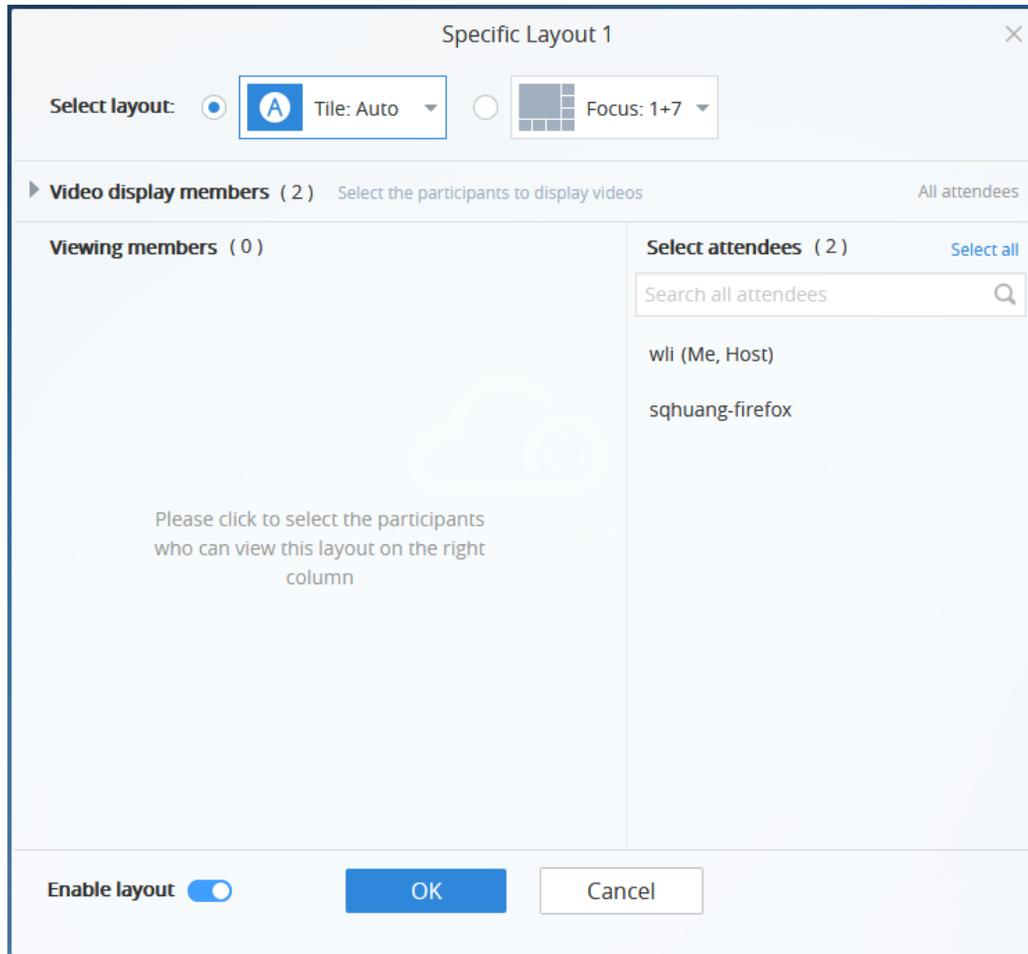 Specific Layout 1
Select layout:
A
Tile: Auto
Focus: 1+7
Video display members (2) Select the participants to display videos All attendees
Viewing members (0)
Select attendees (2) Select all
Search all attendees
wli (Me, Host)
sqhuang-firefox
Please click to select the participants
who can view this layout on the right
column
Enable layout
OK
Cancel